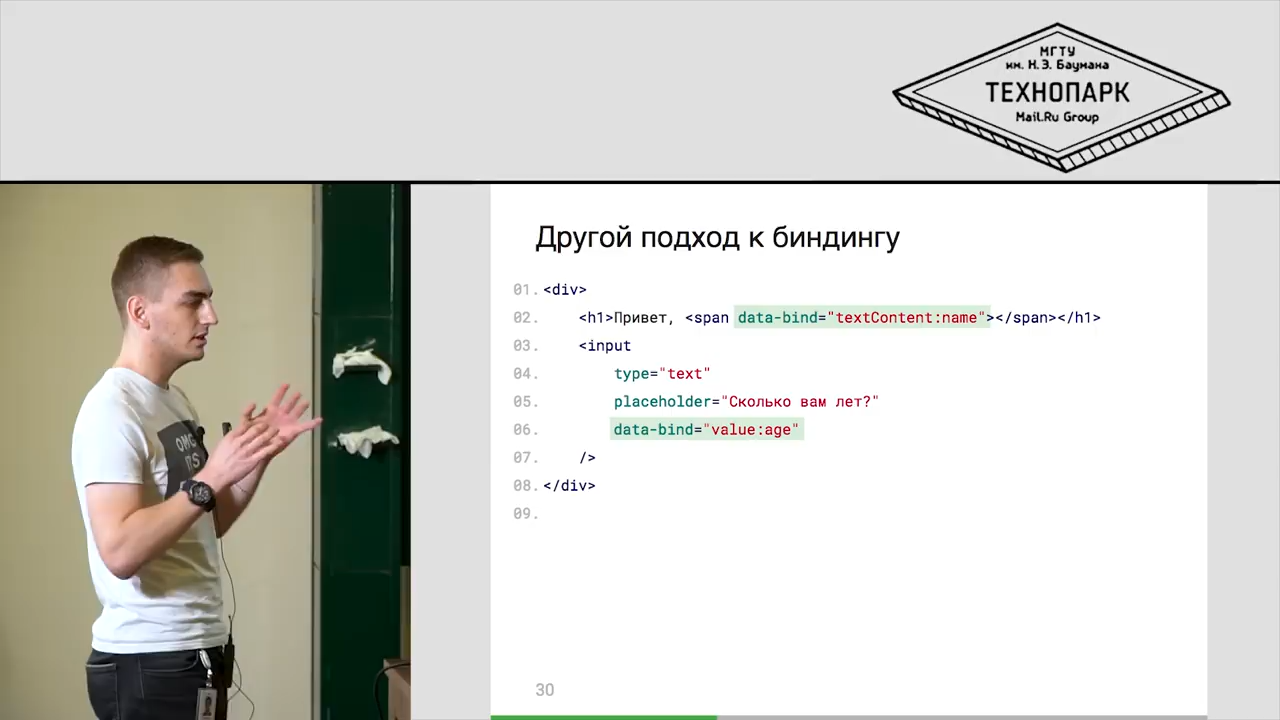 МГТУ
им. Н.Э. Баумана
ТЕХНОПАРК
Mail.Ru Group
Другой подход к биндингу
01. <div>
02. <h1>Привет, <span data-bind="textContent:name"></span></h1>
03. <input
04. type="text"
05. placeholder="Сколько вам лет?"
06. data-bind="value:age"
07. />
08. </div>
09.
30
OMG
ITS